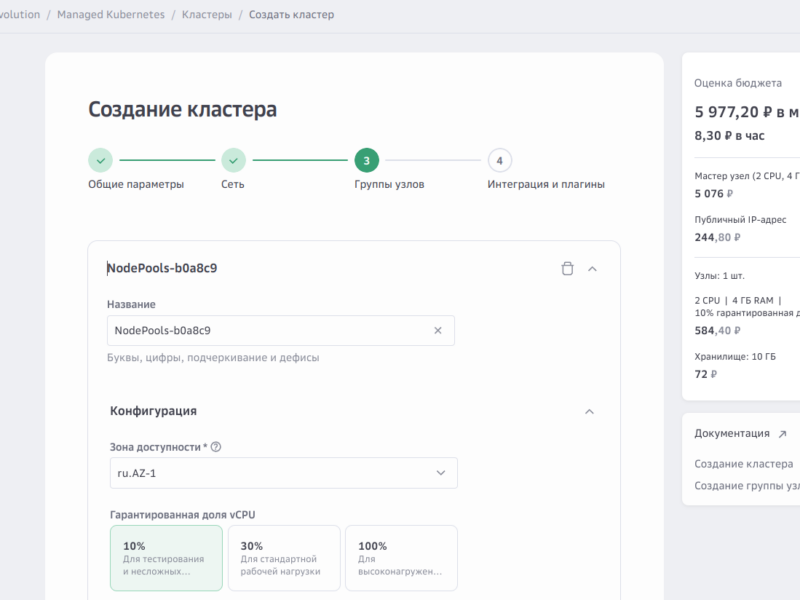 volution / Managed Kubernetes / Кластеры / Создать кластер
Создание кластера
3
4
Общие параметры
Сеть
Группы узлов
Интеграция и плагины
NodePools-b0a8c9
Название
NodePools-b0a8c9
Буквы, цифры, подчеркивание и дефисы
Конфигурация
Зона доступности *
ru.AZ-1
Гарантированная доля vCPU
10%
Для тестирования
и несложных...
30%
Для стандартной
рабочей нагрузки
100%
Для
высоконагружен...
Оценка бюджета
5 977,20 ₽ в м
8,30 ₽ в час
Мастер узел (2 CPU, 4 Г
5 076 ₽
Публичный IP-адрес
244,80 ₽
Узлы: 1 шт.
2 CPU | 4 ГБ RAM |
10% гарантированная д
584,40 ₽
Хранилище: 10 ГБ
72 ₽
Документация
Создание кластера
Создание группы уз